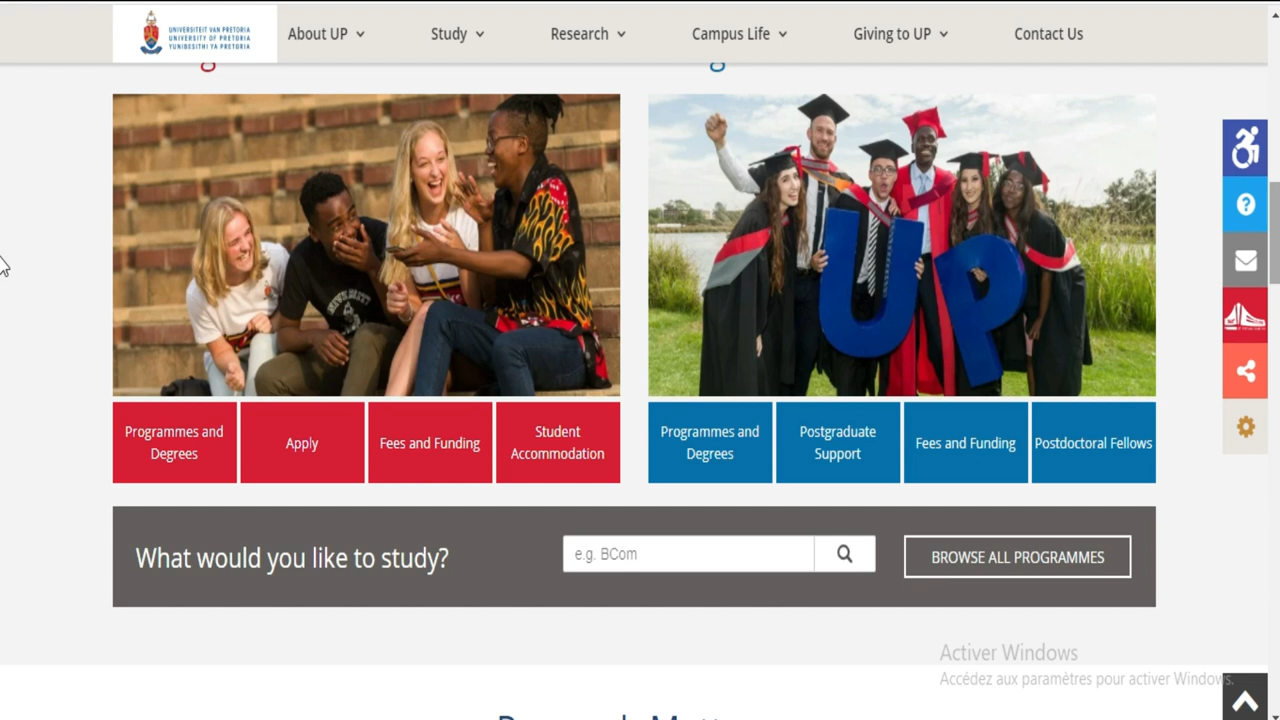 UNIVERSITEIT VAN PRETORIA
UNIVERSITY OF PRETORIA
YUNIBESITHI YA PRETORIA
About UP
Study
Research
Campus Life
Giving to UP
Contact Us
UP
Programmes and
Degrees
Apply
Fees and Funding
Student
Accommodation
Programmes and
Degrees
Postgraduate
Support
Fees and Funding
Postdoctoral Fellows
What would you like to study?
e.g. BCom
BROWSE ALL PROGRAMMES
Activer Windows
Accédez aux paramètres pour activer Windows.